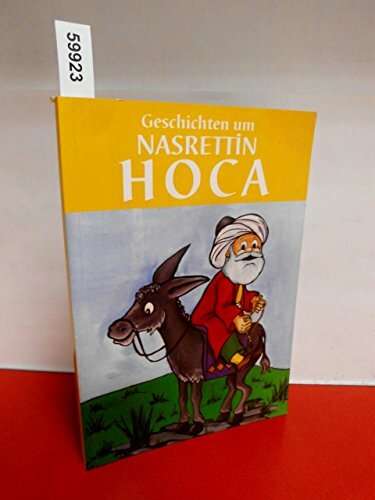 59923
Geschichten um
NASRETTİN
HOCA